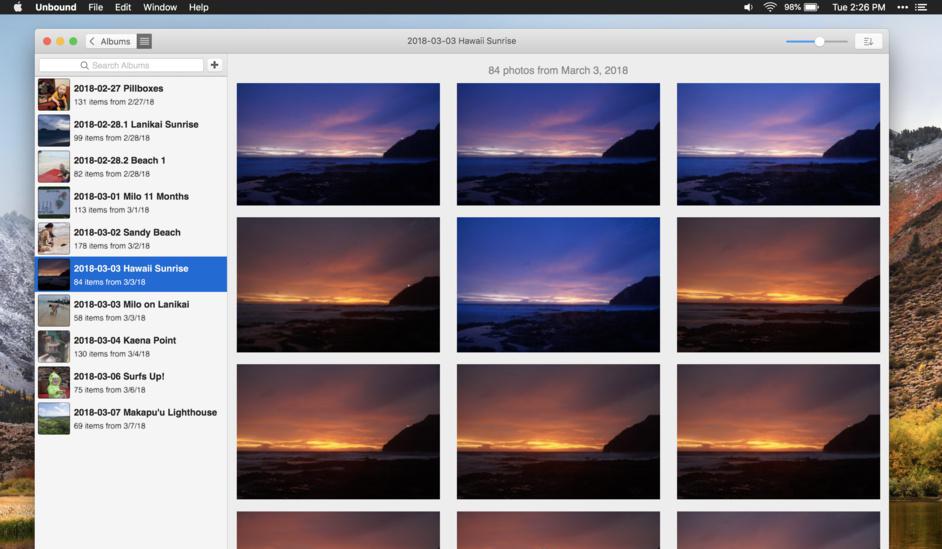 Unbound File Edit Window Help 98% Tue 2:26 PM
Albums 2018-03-03 Hawaii Sunrise
Search Albums
84 photos from March 3, 2018
2018-02-27 Pillboxes
131 items from 2/27/18
2018-02-28.1 Lanikai Sunrise
99 items from 2/28/18
2018-02-28.2 Beach 1
82 items from 2/28/18
2018-03-01 Milo 11 Months
113 items from 3/1/18
2018-03-02 Sandy Beach
178 items from 3/2/18
2018-03-03 Hawaii Sunrise
84 items from 3/3/18
2018-03-03 Milo on Lanikai
58 items from 3/3/18
2018-03-04 Kaena Point
130 items from 3/4/18
2018-03-06 Surfs Up!
75 items from 3/6/18
2018-03-07 Makapu'u Lighthouse
69 items from 3/7/18